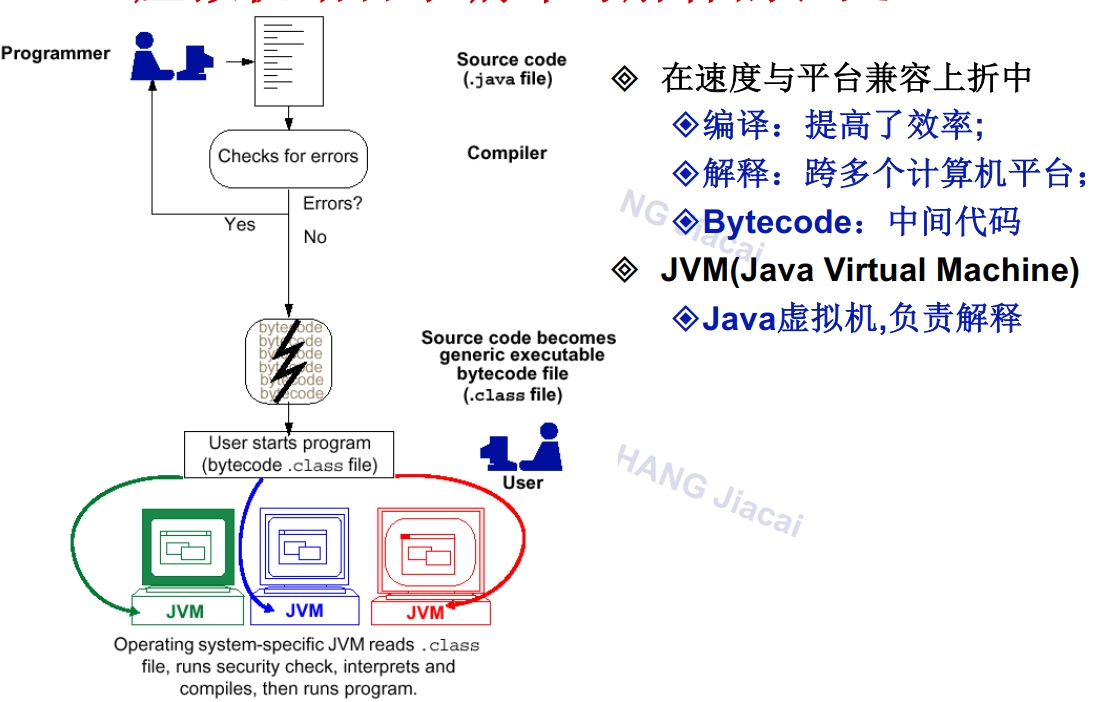 Programmer
Source code
(.java file)
Checks for errors
Compiler
Errors?
Yes
No
bytecode
bytecode
bytecode
bytecode
bytecode
bytecode
Source code becomes
generic executable
bytecode file
(.class file)
User starts program
(bytecode .class file)
User
JVM
JVM
JVM
Operating system-specific JVM reads .class
file, runs security check, interprets and
compiles, then runs program.
在速度与平台兼容上折中
编译：提高了效率;
解释：跨多个计算机平台；
Bytecode：中间代码
JVM(Java Virtual Machine)
Java虚拟机,负责解释
NG Jiacai
HANG Jiacai